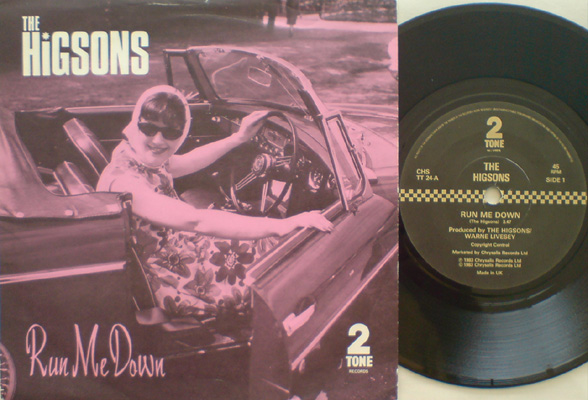 THE
HiGSONS
Run Me Down
2
TONE
RECORDS
2
TONE
THE
HIGSONS
CHS
TT 24-A
45
RPM
SIDE 1
RUN ME DOWN
(The Higsons) 3:47
Produced by THE HIGSONS/
WARNE LIVESEY
Copyright Control
Marketed by Chrysalis Records Ltd
℗ 1982 Chrysalis Records Ltd
© 1982 Chrysalis Records Ltd
Made in UK